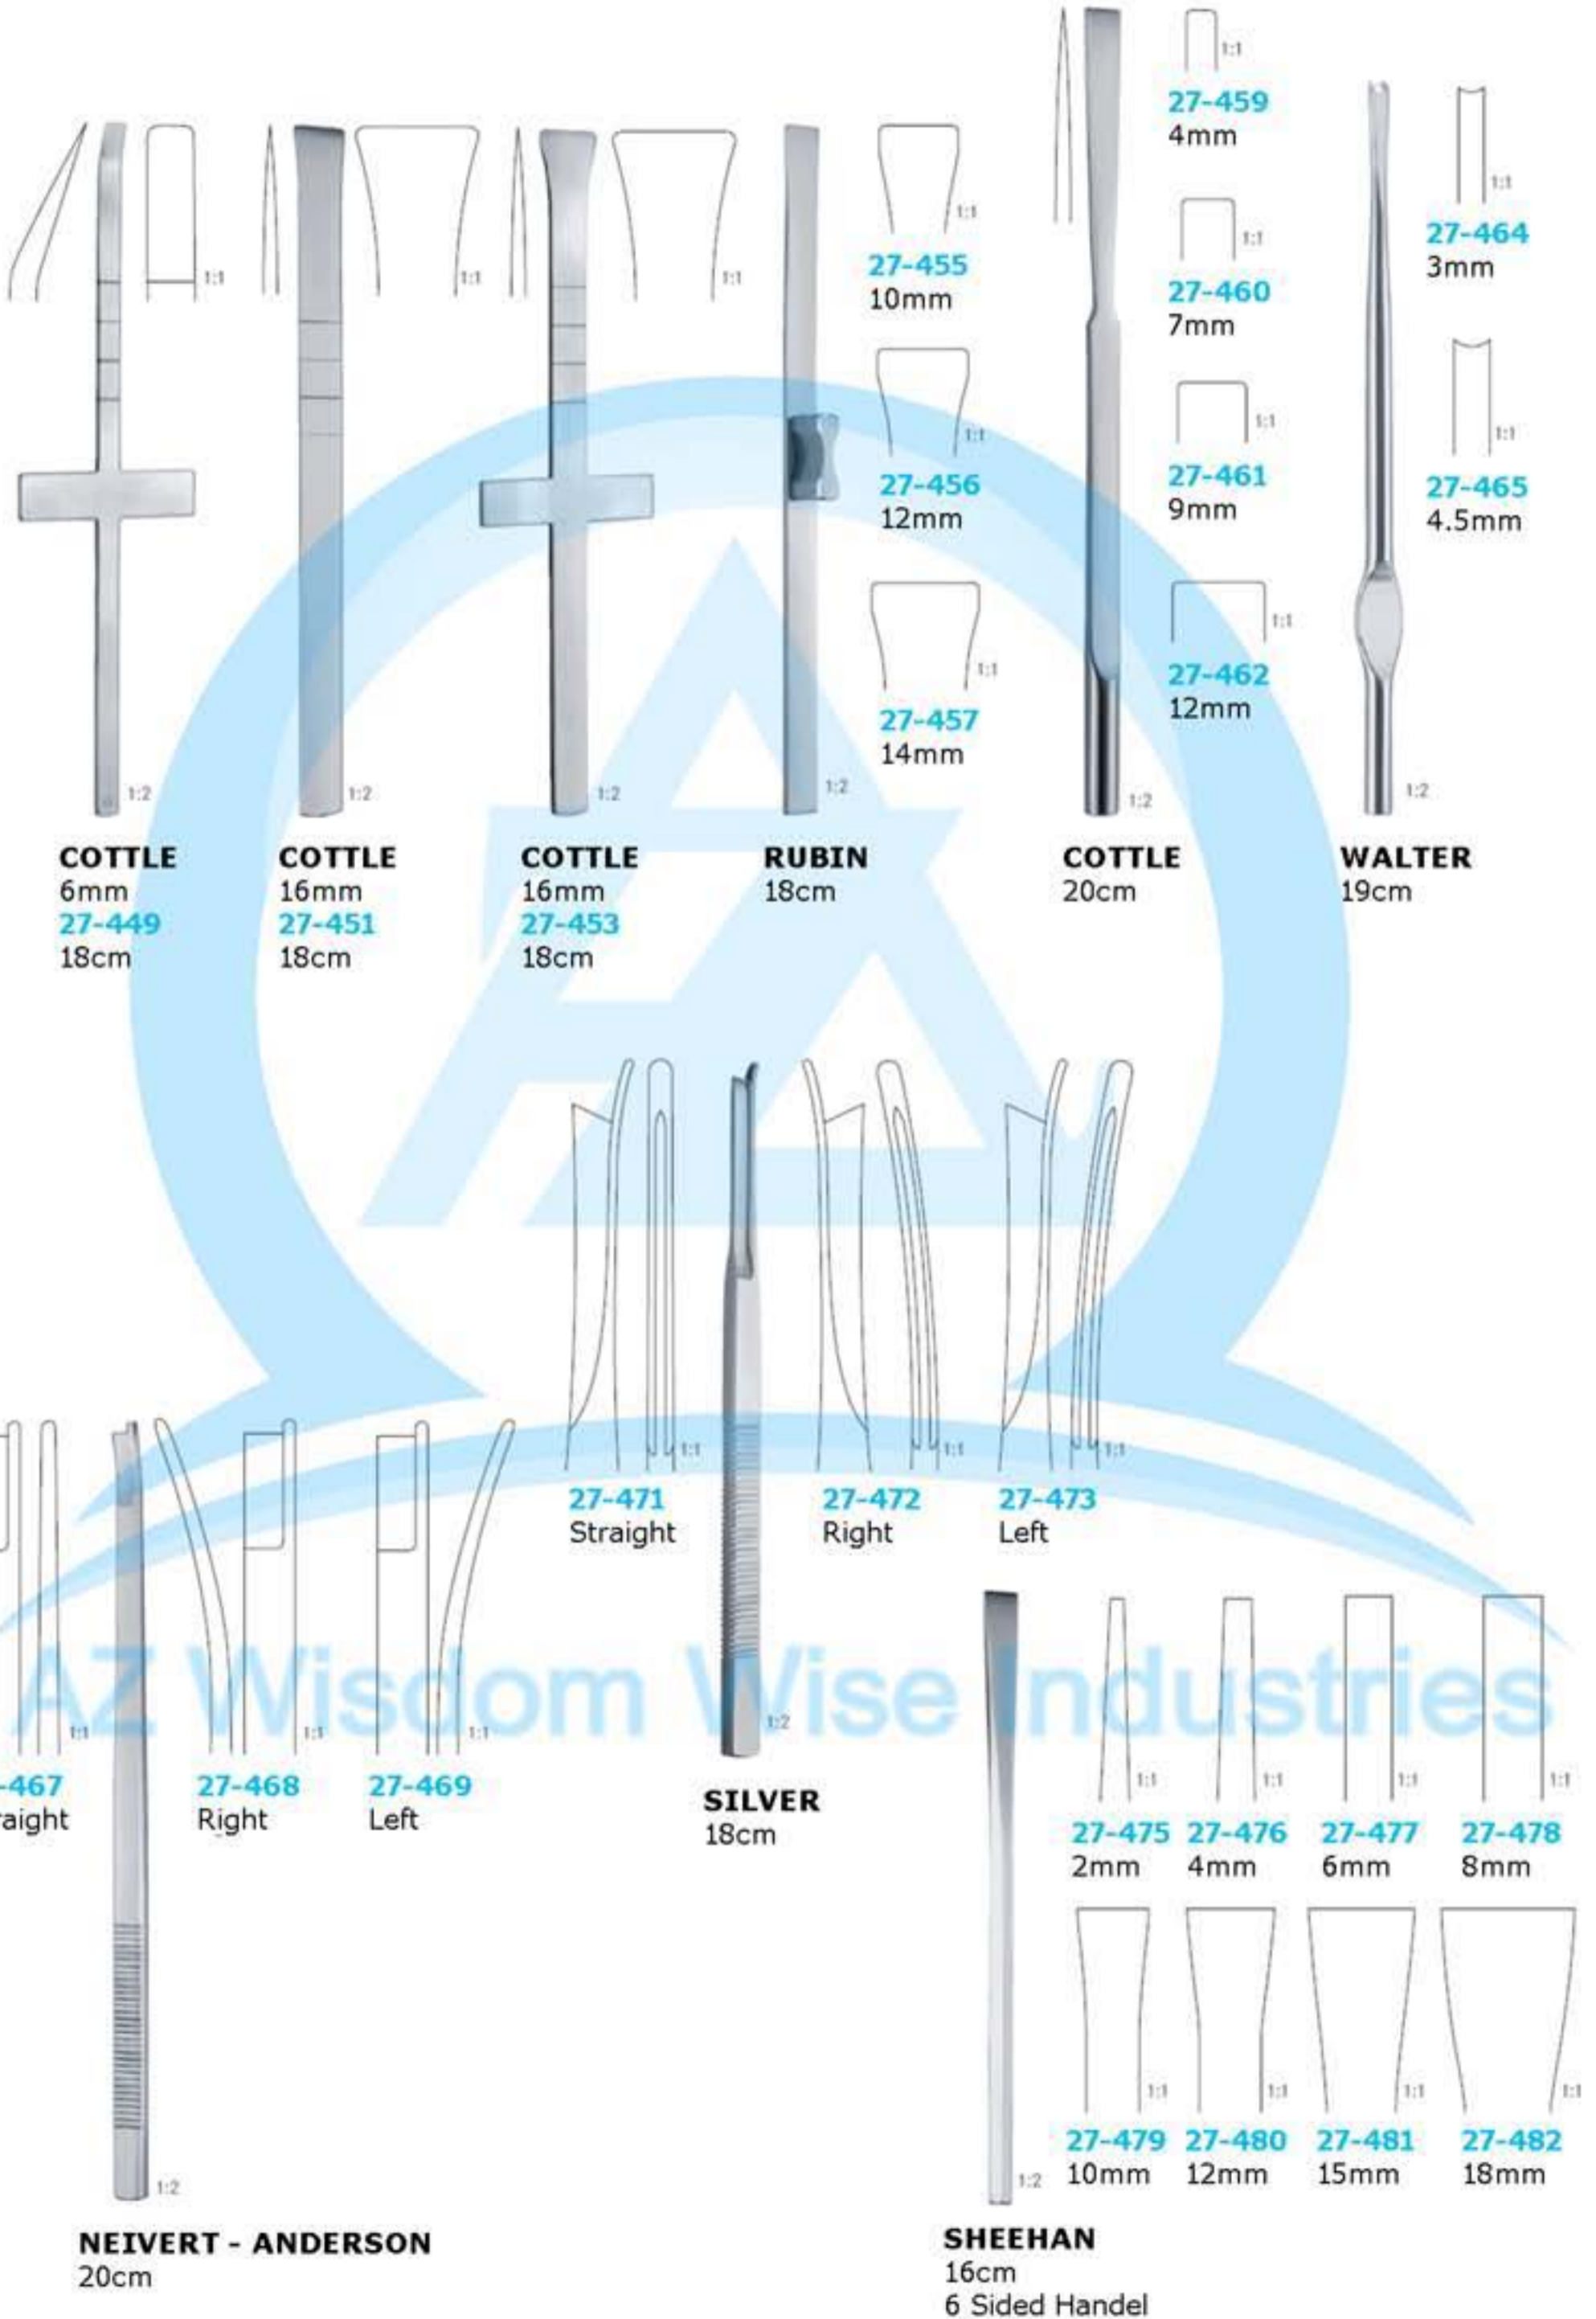 1:1
27-459
4mm
1:1
27-460
7mm
1:1
27-461
9mm
1:1
27-462
12mm
1:1
27-464
3mm
1:1
27-465
4.5mm
1:1
1:1
1:1
1:1
27-455
10mm
1:1
27-456
12mm
1:1
27-457
14mm
1:2
1:2
1:2
1:2
1:2
1:2
COTTLE
6mm
27-449
18cm
COTTLE
16mm
27-451
18cm
COTTLE
16mm
27-453
18cm
RUBIN
18cm
COTTLE
20cm
WALTER
19cm
1:1
27-471
Straight
1:1
27-472
Right
1:1
27-473
Left
1:2
SILVER
18cm
AZ Wisdom Wise Industries
1:1
-467
raight
1:1
27-468
Right
1:1
27-469
Left
1:2
NEIVERT - ANDERSON
20cm
1:1
27-475
2mm
1:1
27-476
4mm
1:1
27-477
6mm
1:1
27-478
8mm
1:1
27-479
10mm
1:1
27-480
12mm
1:1
27-481
15mm
1:1
27-482
18mm
1:2
SHEEHAN
16cm
6 Sided Handel